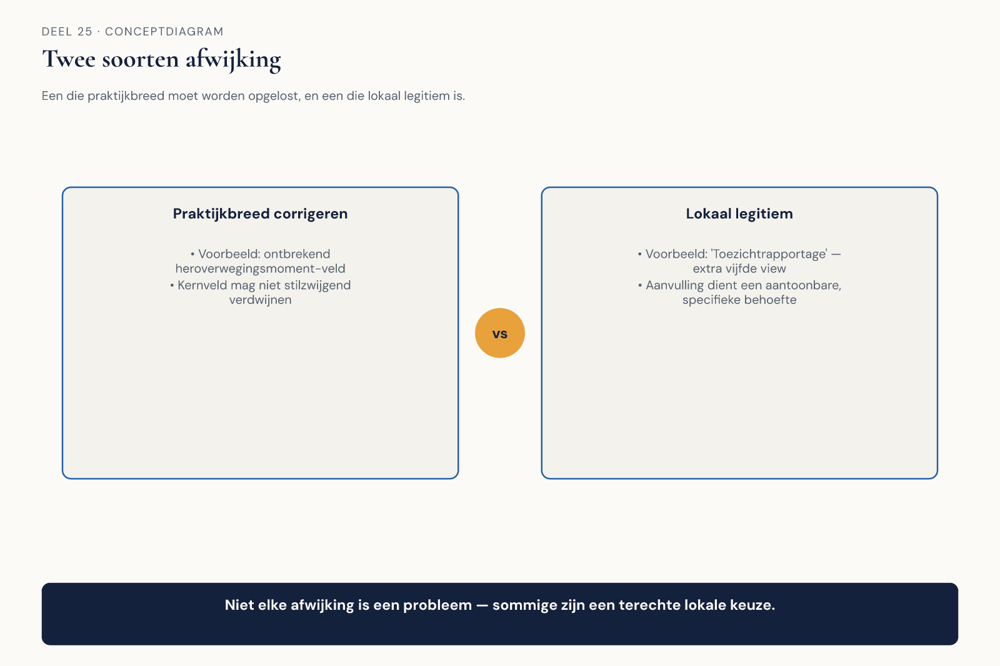 DEEL 25 · CONCEPTDIAGRAM
Twee soorten afwijking
Een die praktijkbreed moet worden opgelost, en een die lokaal legitiem is.
Praktijkbreed corrigeren
• Voorbeeld: ontbrekend
heroverwegingsmoment-veld
• Kernveld mag niet stilzwijgend
verdwijnen
vs
Lokaal legitiem
• Voorbeeld: 'Toezichtrapportage' —
extra vijfde view
• Aanvulling dient een aantoonbare,
specifieke behoefte
Niet elke afwijking is een probleem — sommige zijn een terechte lokale keuze.